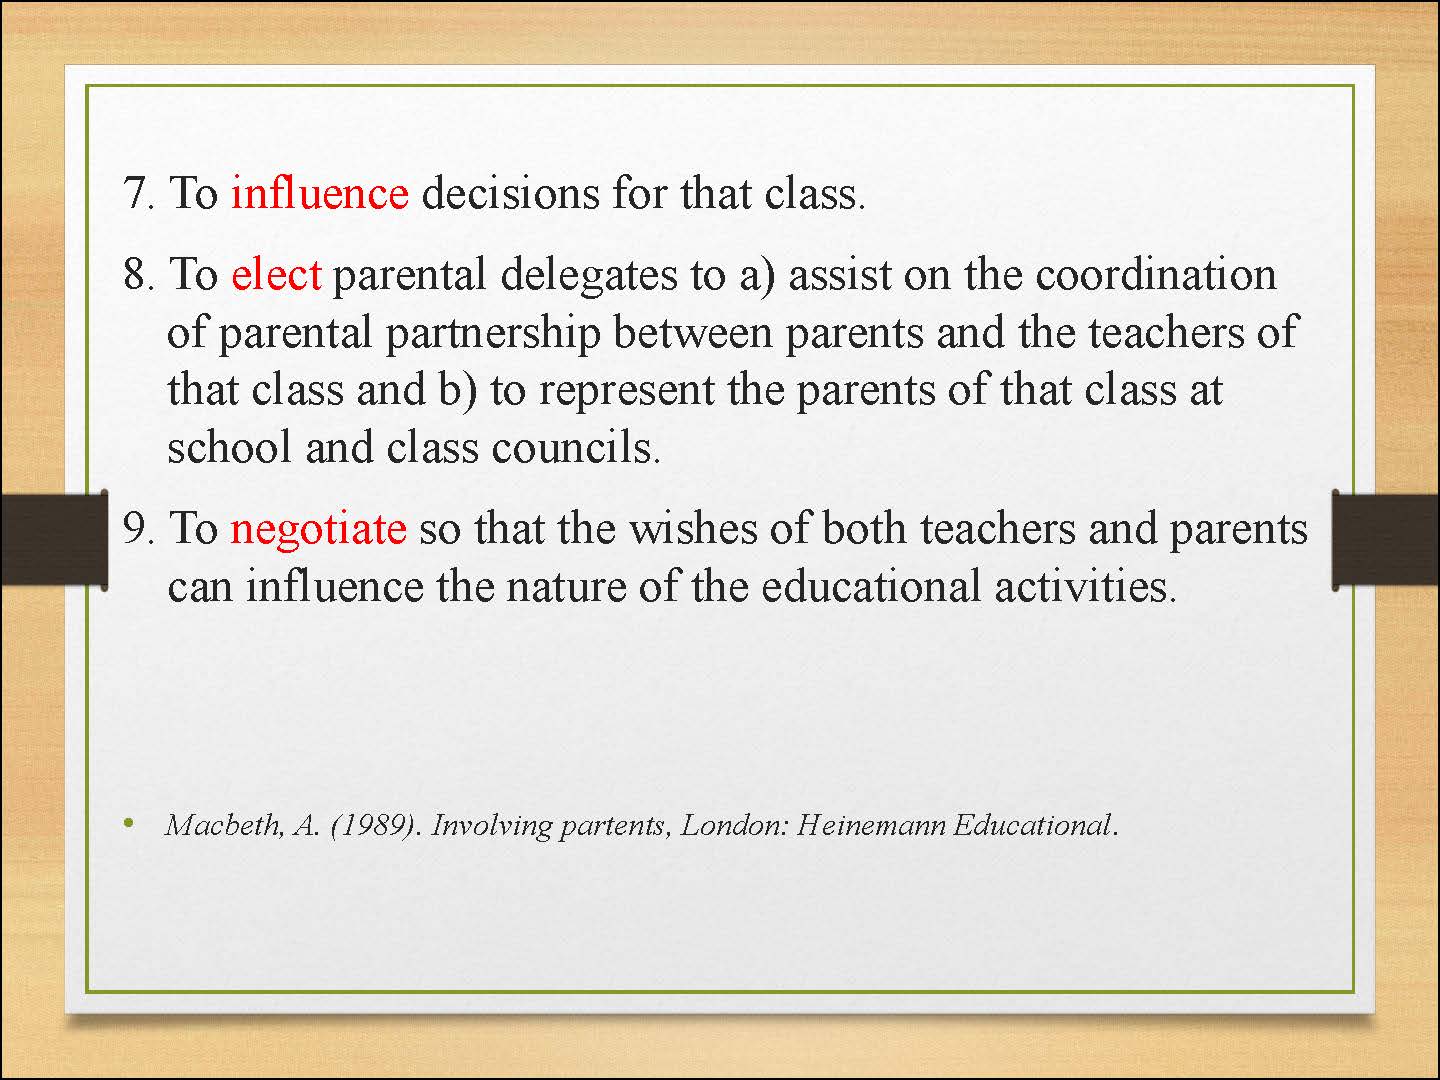 7. To influence decisions for that class.
8. To elect parental delegates to a) assist on the coordination
of parental partnership between parents and the teachers of
that class and b) to represent the parents of that class at
school and class councils.
9. To negotiate so that the wishes of both teachers and parents
can influence the nature of the educational activities.
• Macbeth, A. (1989). Involving partents, London: Heinemann Educational.